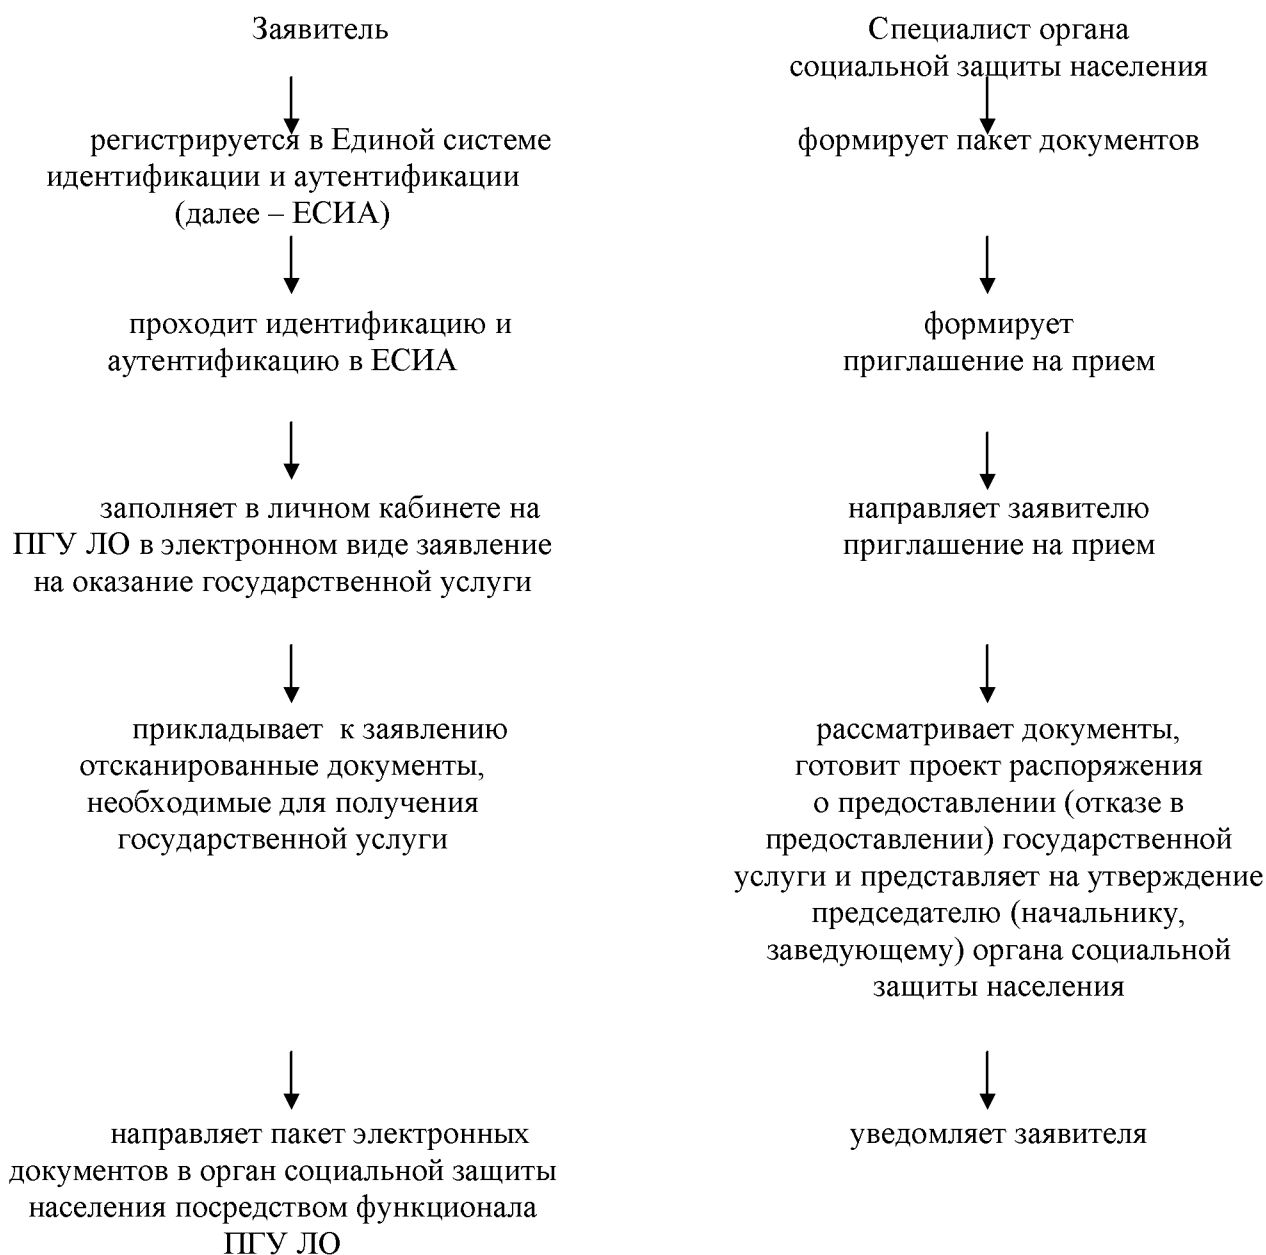 Заявитель
регистрируется в Единой системе
идентификации и аутентификации
(далее – ЕСИА)
проходит идентификацию и
аутентификацию в ЕСИА
заполняет в личном кабинете на
ПГУ ЛО в электронном виде заявление
на оказание государственной услуги
прикладывает к заявлению
отсканированные документы,
необходимые для получения
государственной услуги
направляет пакет электронных
документов в орган социальной защиты
населения посредством функционала
ПГУ ЛО
Специалист органа
социальной защиты населения
формирует пакет документов
формирует
приглашение на прием
направляет заявителю
приглашение на прием
рассматривает документы,
готовит проект распоряжения
о предоставлении (отказе в
предоставлении) государственной
услуги и представляет на утверждение
председателю (начальнику,
заведующему) органа социальной
защиты населения
уведомляет заявителя